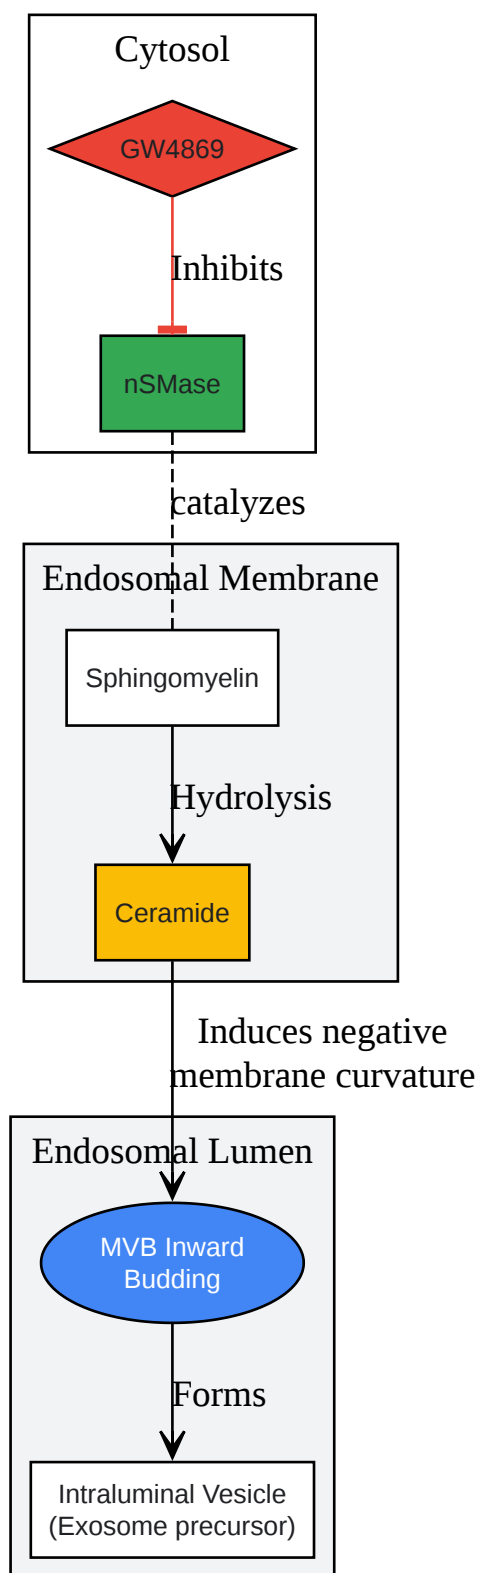 Cytosol
GW4869
Inhibits
nSMase
catalyzes
Endosomal Membrane
Sphingomyelin
Hydrolysis
Ceramide
Induces negative
membrane curvature
Endosomal Lumen
MVB Inward
Budding
Forms
Intraluminal Vesicle
(Exosome precursor)